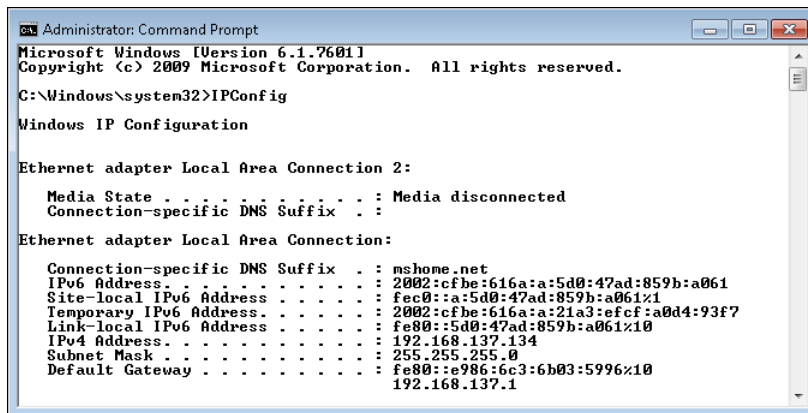 Administrator: Command Prompt
Microsoft Windows [Version 6.1.7601]
Copyright (c) 2009 Microsoft Corporation.  All rights reserved.
C:\Windows\system32>IPConfig
Windows IP Configuration
Ethernet adapter Local Area Connection 2:
   Media State . . . . . . . . . . . : Media disconnected
   Connection-specific DNS Suffix  . :
Ethernet adapter Local Area Connection:
   Connection-specific DNS Suffix  . : mshome.net
   IPv6 Address. . . . . . . . . . . : 2002:cfbe:616a:a:5d0:47ad:859b:a061
   Site-local IPv6 Address . . . . . : fec0::a:5d0:47ad:859b:a061%1
   Temporary IPv6 Address. . . . . . : 2002:cfbe:616a:a:21a3:efcf:a0d4:93f7
   Link-local IPv6 Address . . . . . : fe80::5d0:47ad:859b:a061%10
   IPv4 Address. . . . . . . . . . . : 192.168.137.134
   Subnet Mask . . . . . . . . . . . : 255.255.255.0
   Default Gateway . . . . . . . . . : fe80::e986:6c3:6b03:5996%10
                                       192.168.137.1